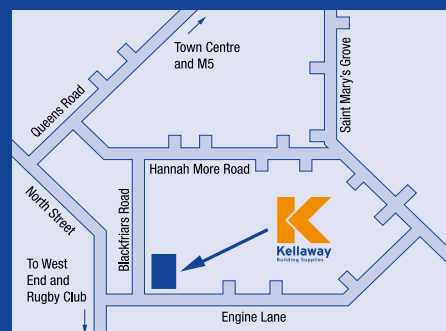 Town Centre
and M5
Queens Road
Saint Mary's Grove
Hannah More Road
North Street
Blackfriars Road
Kellaway
Building Supplies
To West
End and
Rugby Club
Engine Lane